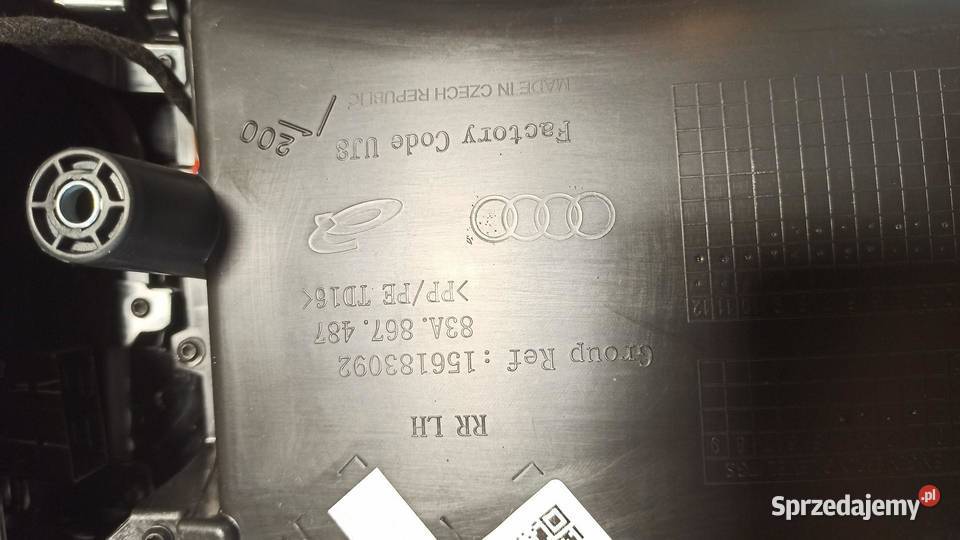 RR LH
Group Ref : 156183092
83A. 867. 487
>PP/PE TD16<
Factory Code UJ8
MADE IN CZECH REPUBLIC
/200
Sprzedajemy.pl